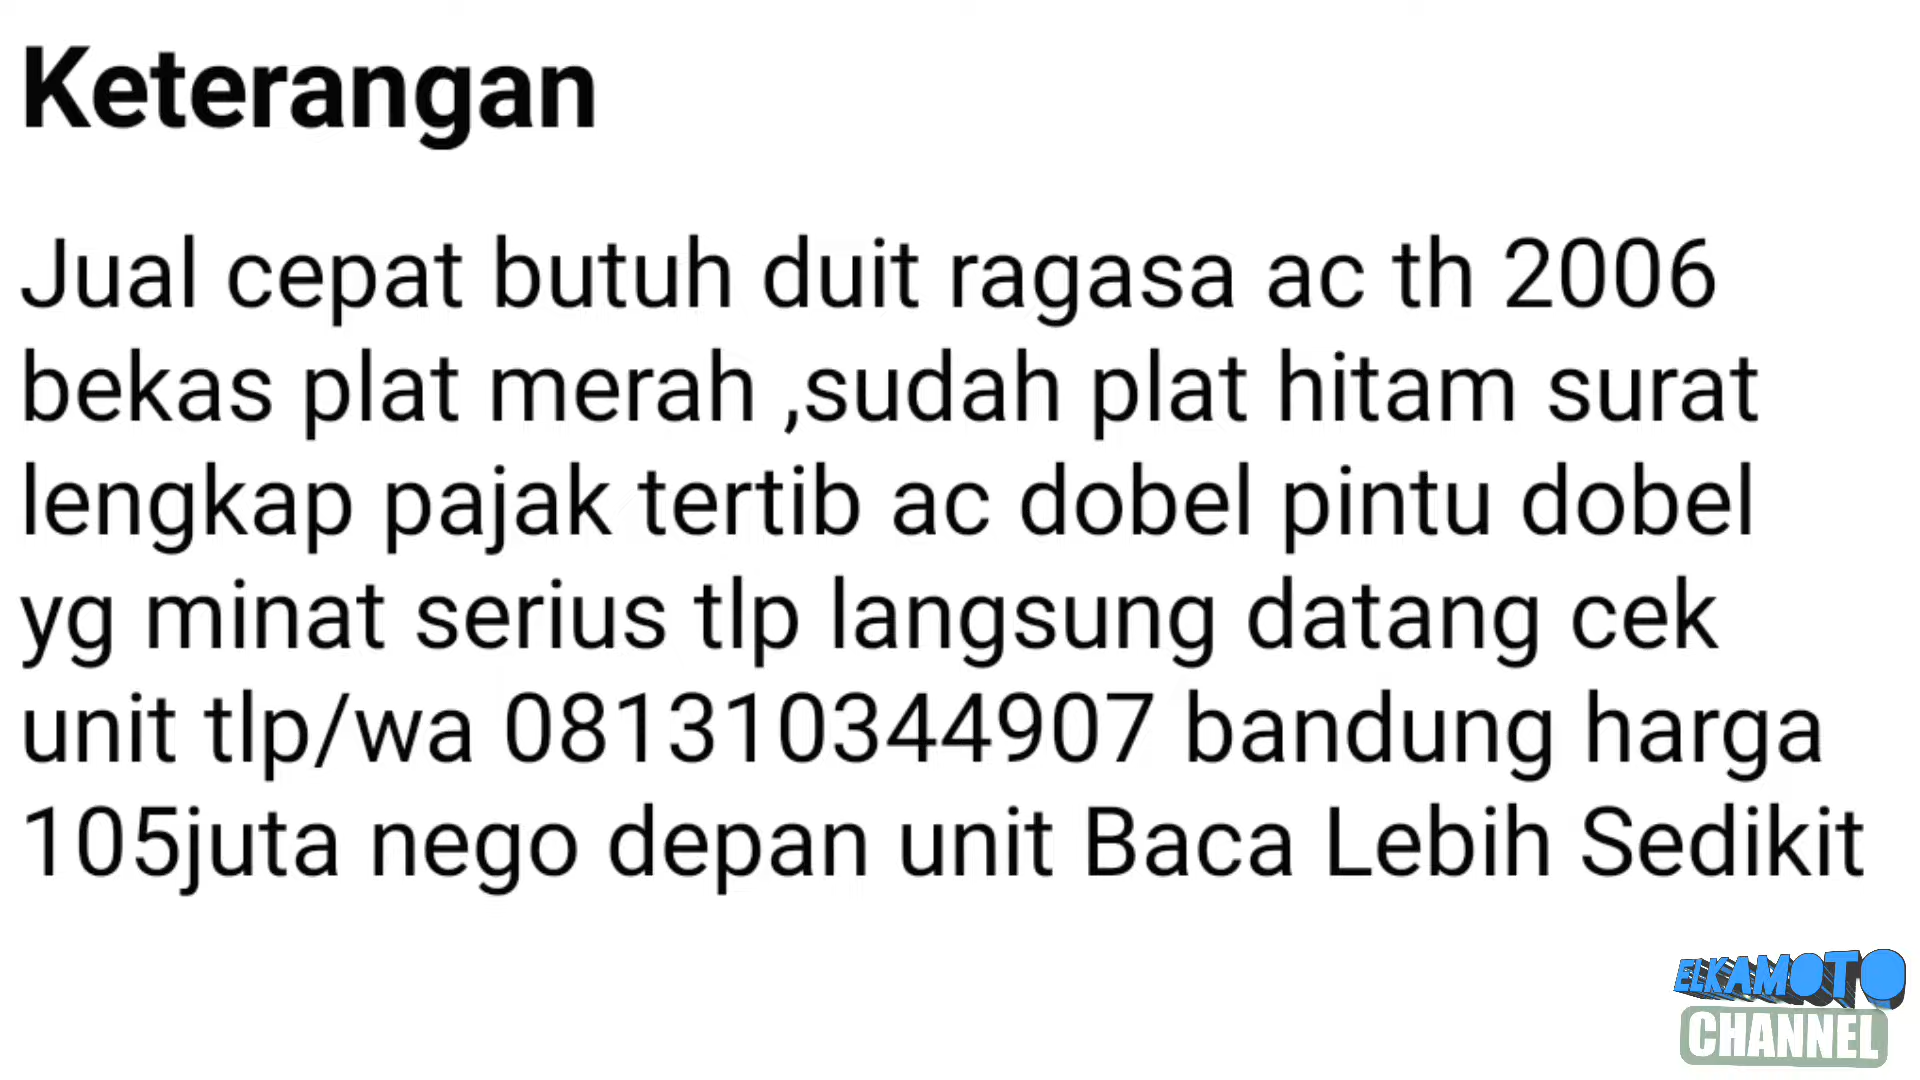 Keterangan
Jual cepat butuh duit ragasa ac th 2006
bekas plat merah ,sudah plat hitam surat
lengkap pajak tertib ac dobel pintu dobel
yg minat serius tlp langsung datang cek
unit tlp/wa 081310344907 bandung harga
105juta nego depan unit Baca Lebih Sedikit
ELKAMOTO
CHANNEL